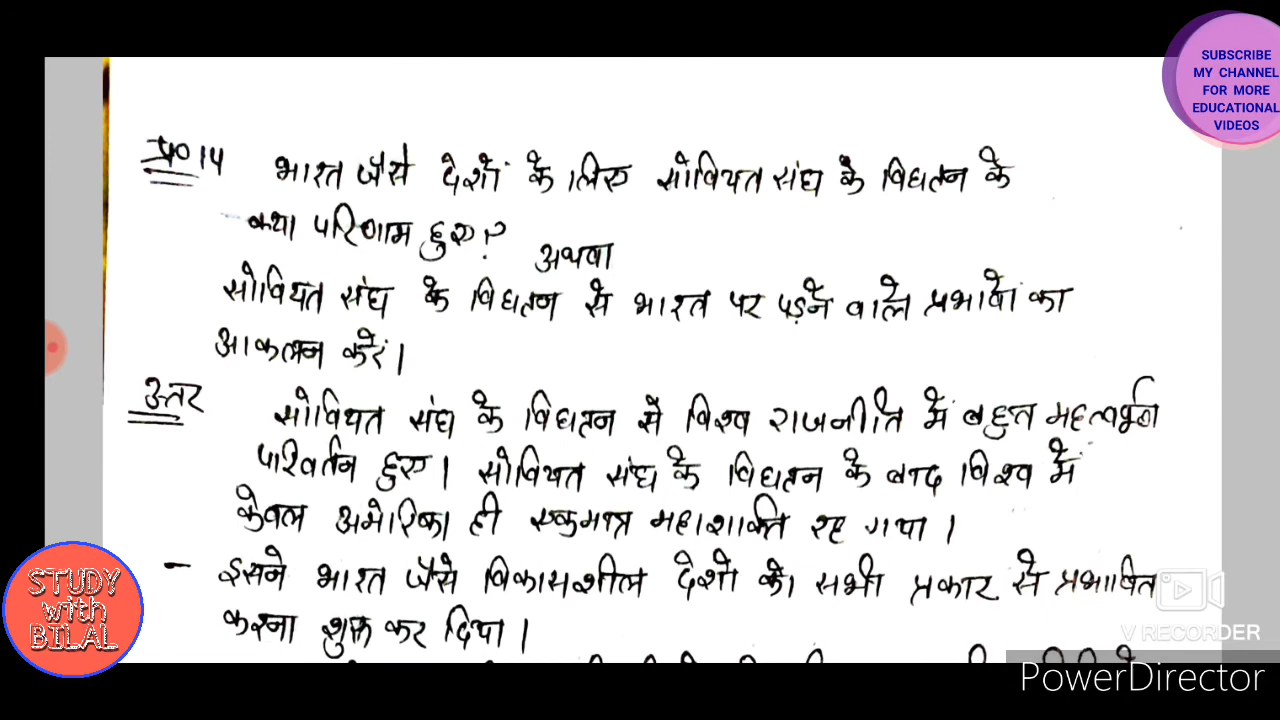 SUBSCRIBE
MY CHANNEL
FOR MORE
EDUCATIONAL
VIDEOS
प्र० 14 भारत जैसे देशों के लिए सोवियत संघ के विघटन के
क्या परिणाम हुए?
अथवा
सोवियत संघ के विघटन से भारत पर पड़ने वाले प्रभावों का
आकलन करें।
उत्तर सोवियत संघ के विघटन से विश्व राजनीति में बहुत महत्वपूर्ण
परिवर्तन हुए। सोवियत संघ के विघटन के बाद विश्व में
केवल अमेरिका ही एकमात्र महाशक्ति रह गया।
- इसने भारत जैसे विकासशील देशों को सभी प्रकार से प्रभावित
करना शुरू कर दिया।
STUDY
with
BILAL
V RECORDER
PowerDirector